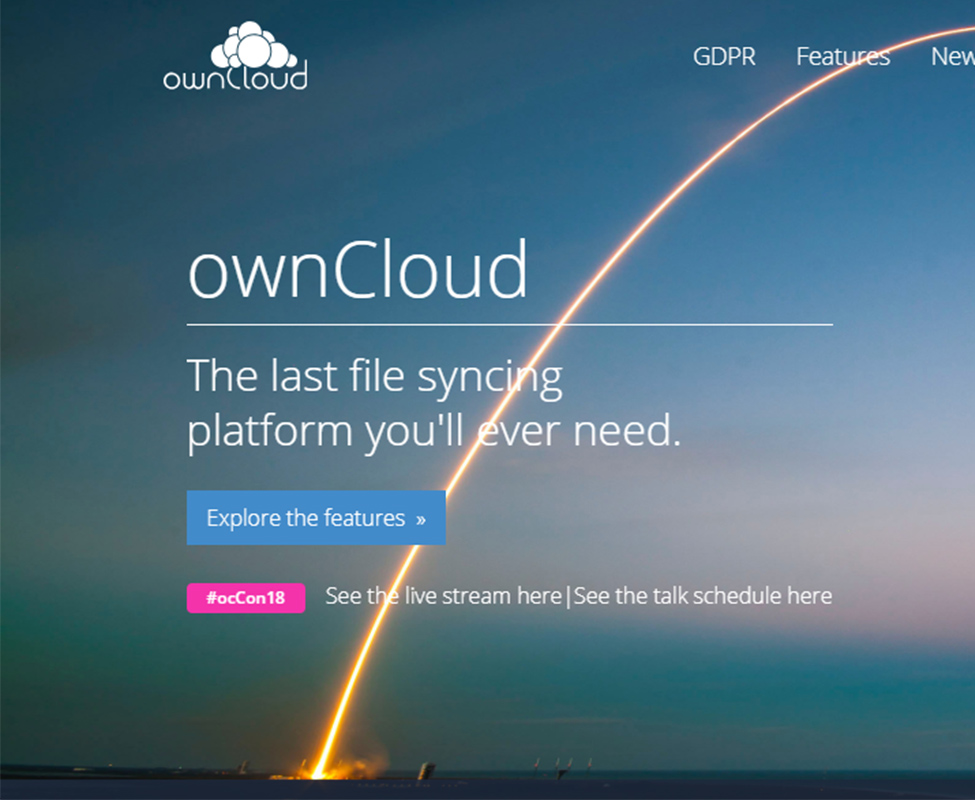 ownCloud
GDPR Features New
ownCloud
The last file syncing
platform you'll ever need.
Explore the features »
#ocCon18 See the live stream here|See the talk schedule here